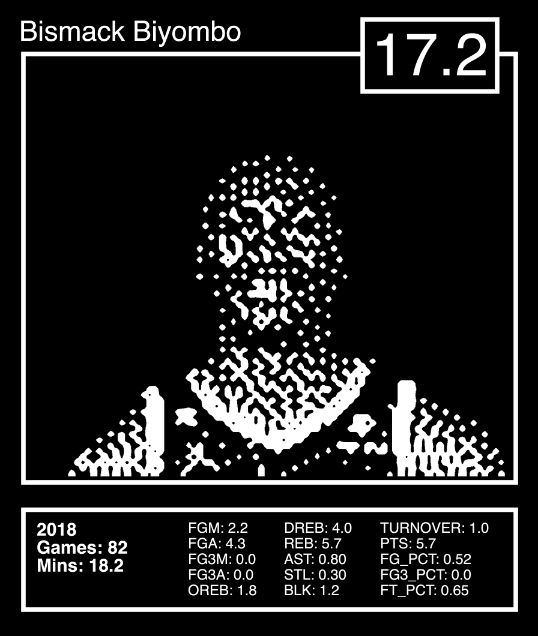 Bismack Biyombo
17.2
2018
Games: 82
Mins: 18.2
FGM: 2.2
FGA: 4.3
FG3M: 0.0
FG3A: 0.0
OREB: 1.8
DREB: 4.0
REB: 5.7
AST: 0.80
STL: 0.30
BLK: 1.2
TURNOVER: 1.0
PTS: 5.7
FG_PCT: 0.52
FG3_PCT: 0.0
FT_PCT: 0.65